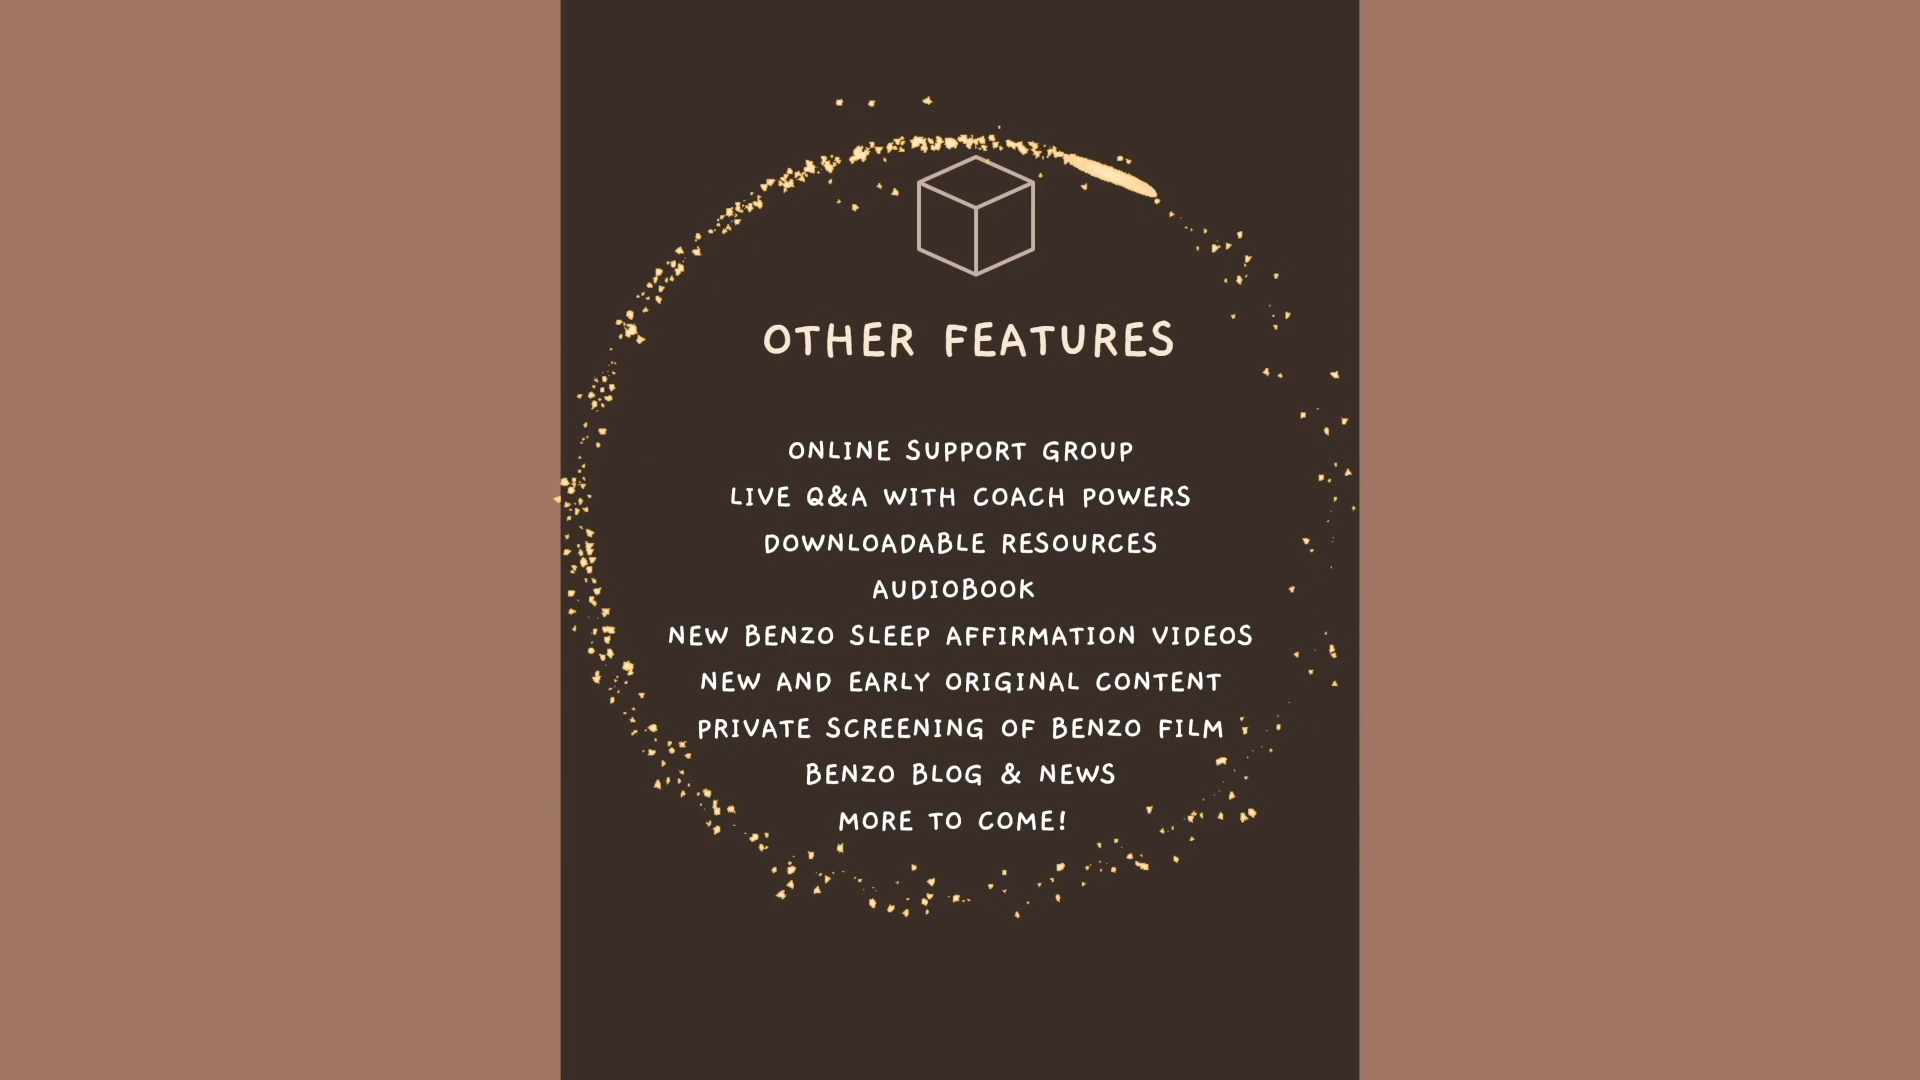 OTHER FEATURES
ONLINE SUPPORT GROUP
LIVE Q&A WITH COACH POWERS
DOWNLOADABLE RESOURCES
AUDIOBOOK
NEW BENZO SLEEP AFFIRMATION VIDEOS
NEW AND EARLY ORIGINAL CONTENT
PRIVATE SCREENING OF BENZO FILM
BENZO BLOG & NEWS
MORE TO COME!